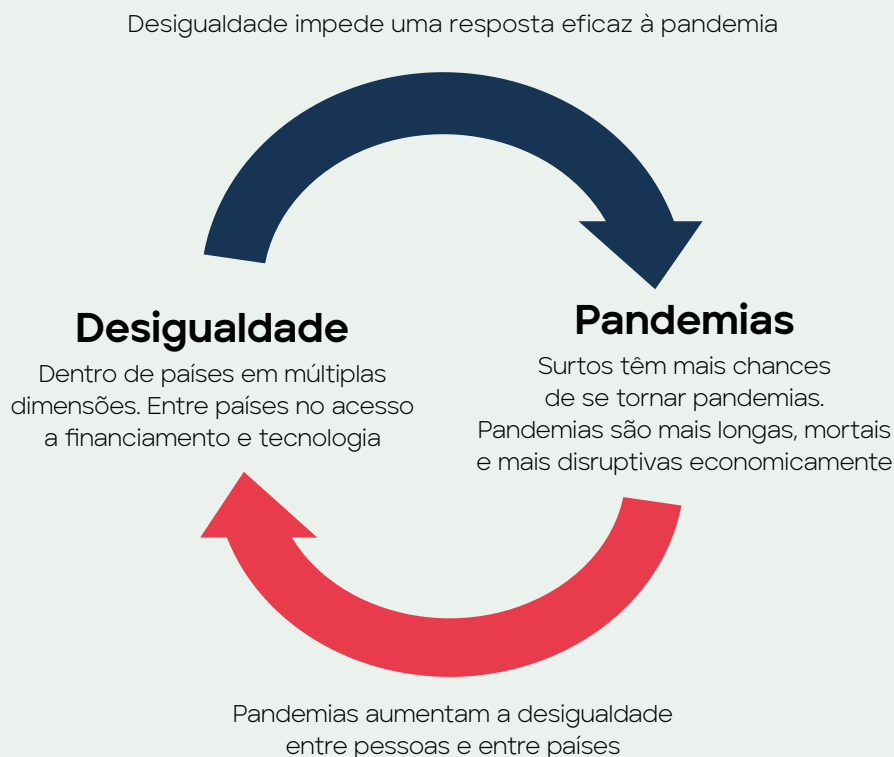 Desigualdade impede uma resposta eficaz à pandemia
Desigualdade
Dentro de países em múltiplas
dimensões. Entre países no acesso
a financiamento e tecnologia
Pandemias
Surtos têm mais chances
de se tornar pandemias.
Pandemias são mais longas, mortais
e mais disruptivas economicamente
Pandemias aumentam a desigualdade
entre pessoas e entre países